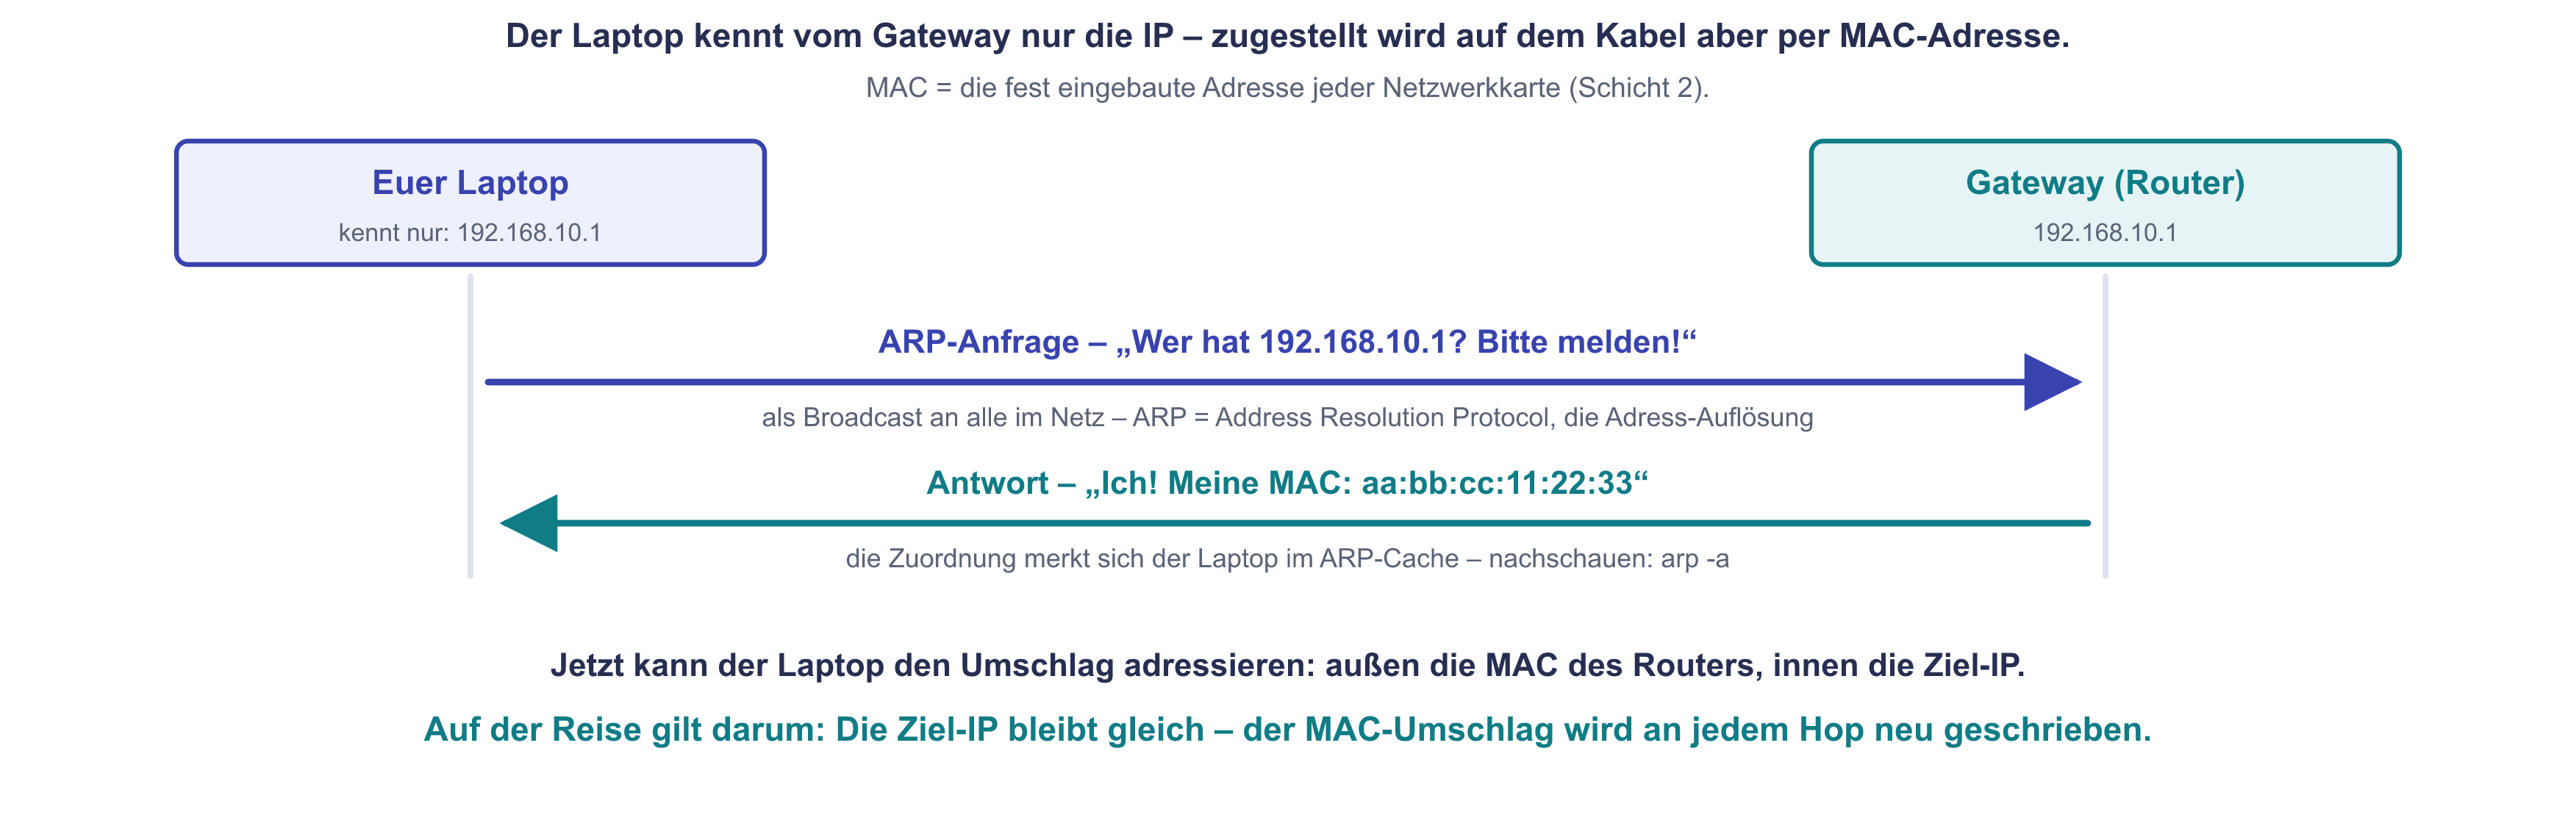 Der Laptop kennt vom Gateway nur die IP – zugestellt wird auf dem Kabel aber per MAC-Adresse.
MAC = die fest eingebaute Adresse jeder Netzwerkkarte (Schicht 2).
Euer Laptop
kennt nur: 192.168.10.1
Gateway (Router)
192.168.10.1
ARP-Anfrage – „Wer hat 192.168.10.1? Bitte melden!“
als Broadcast an alle im Netz – ARP = Address Resolution Protocol, die Adress-Auflösung
Antwort – „Ich! Meine MAC: aa:bb:cc:11:22:33“
die Zuordnung merkt sich der Laptop im ARP-Cache – nachschauen: arp -a
Jetzt kann der Laptop den Umschlag adressieren: außen die MAC des Routers, innen die Ziel-IP.
Auf der Reise gilt darum: Die Ziel-IP bleibt gleich – der MAC-Umschlag wird an jedem Hop neu geschrieben.